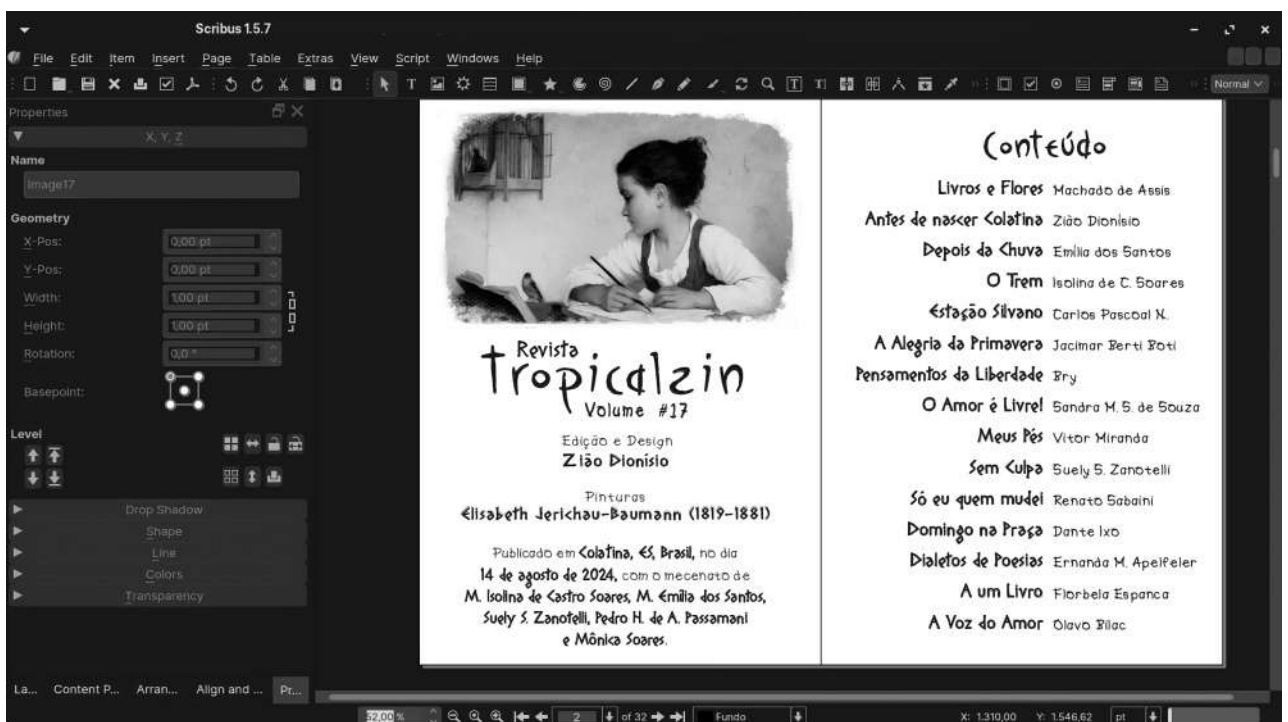 Scribus 1.5.7
File Edit Item Insert Page Table Extras View Script Windows Help
Normal
Properties
X, Y, Z
Name
Image17
Geometry
X-Pos: 0,00 pt
Y-Pos: 0,00 pt
Width: 1,00 pt
Height: 1,00 pt
Rotation: 0,0 °
Basepoint:
Level
Drop Shadow
Shape
Line
Colors
Transparency
La... Content P... Arran... Align and ... Pr...
Revista
Tropicalzin
Volume #17
Edição e Design
Zião Dionísio
Pinturas
Elisabeth Jerichau-Baumann (1819-1881)
Publicado em Colatina, ES, Brasil, no dia
14 de agosto de 2024, com o mecenato de
M. Isolina de Castro Soares, M. Emília dos Santos,
Suely S. Zanotelli, Pedro H. de A. Passamani
e Mônica Soares.
Conteúdo
Livros e Flores Machado de Assis
Antes de nascer Colatina Zião Dionísio
Depois da Chuva Emília dos Santos
O Trem Isolina de C. Soares
Estação Silvano Carlos Pascoal N.
A Alegria da Primavera Jacimar Berti Boti
Pensamentos da Liberdade Bry
O Amor é Livre! Sandra M. S. de Souza
Meus Pés Vitor Miranda
Sem Culpa Suely S. Zanotelli
Só eu quem mudei Renato Sabaini
Domingo na Praça Dante Ixo
Dialetos de Poesias Ernanda M. Apelfeler
A um Livro Florbela Espanca
A Voz do Amor Olavo Bilac
52,00 % 2 of 32 Fundo X: 1.310,00 Y: 1.546,62 pt